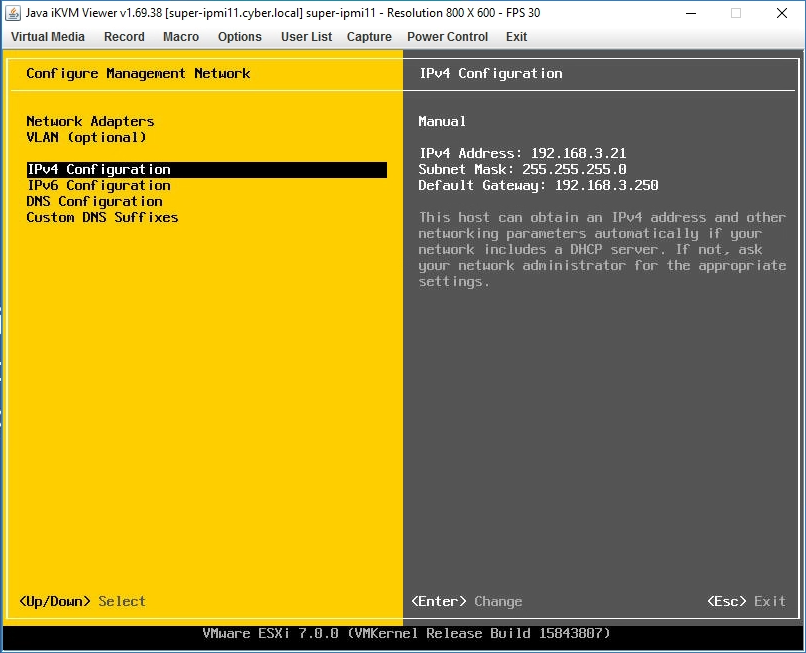 Java iKVM Viewer v1.69.38 [super-ipmi11.cyber.local] super-ipmi11 - Resolution 800 X 600 - FPS 30
Virtual Media Record Macro Options User List Capture Power Control Exit
Configure Management Network
Network Adapters
VLAN (optional)
IPv4 Configuration
IPv6 Configuration
DNS Configuration
Custom DNS Suffixes
IPv4 Configuration
Manual
IPv4 Address: 192.168.3.21
Subnet Mask: 255.255.255.0
Default Gateway: 192.168.3.250
This host can obtain an IPv4 address and other
networking parameters automatically if your
network includes a DHCP server. If not, ask
your network administrator for the appropriate
settings.
<Up/Down> Select
<Enter> Change
<Esc> Exit
VMware ESXi 7.0.0 (VMKernel Release Build 15843807)